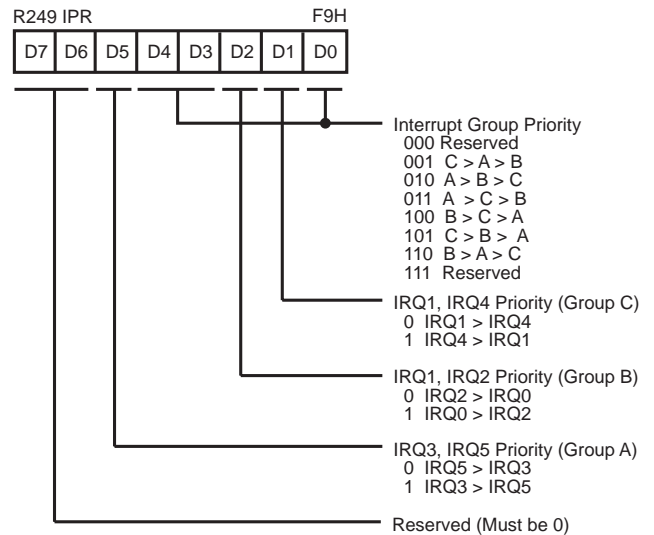 R249 IPR F9H
D7 D6 D5 D4 D3 D2 D1 D0
Interrupt Group Priority
000 Reserved
001 C > A > B
010 A > B > C
011 A > C > B
100 B > C > A
101 C > B > A
110 B > A > C
111 Reserved
IRQ1, IRQ4 Priority (Group C)
0 IRQ1 > IRQ4
1 IRQ4 > IRQ1
IRQ1, IRQ2 Priority (Group B)
0 IRQ2 > IRQ0
1 IRQ0 > IRQ2
IRQ3, IRQ5 Priority (Group A)
0 IRQ5 > IRQ3
1 IRQ3 > IRQ5
Reserved (Must be 0)